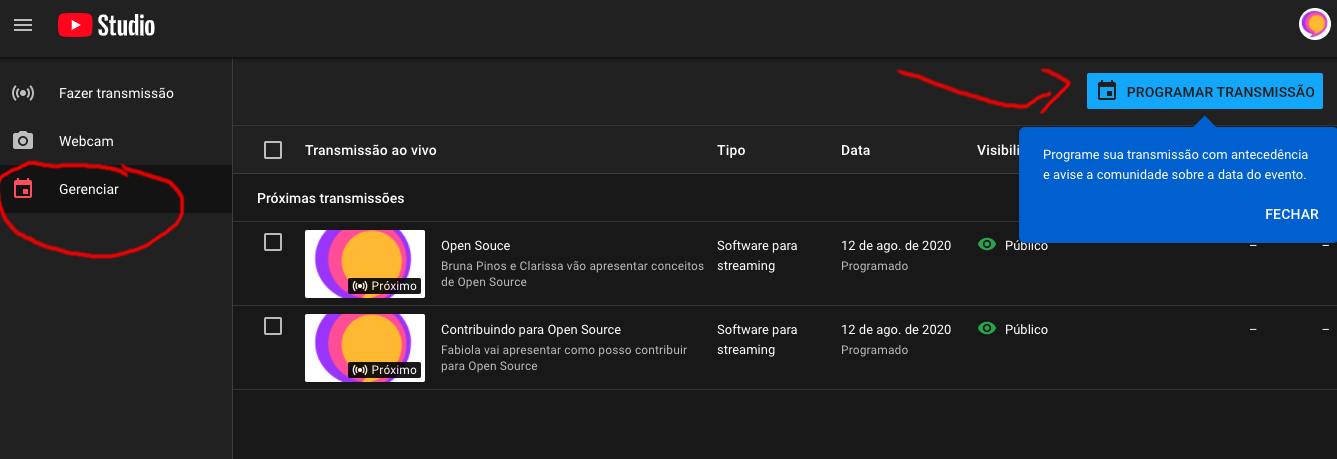 Studio
Fazer transmissão
Webcam
Gerenciar
PROGRAMAR TRANSMISSÃO
Programe sua transmissão com antecedência
e avise a comunidade sobre a data do evento.
FECHAR
Transmissão ao vivo Tipo Data Visibili
Próximas transmissões
Open Souce
Bruna Pinos e Clarissa vão apresentar conceitos
de Open Source
Próximo
Software para
streaming
12 de ago. de 2020
Programado
Público
–
–
Contribuindo para Open Source
Fabiola vai apresentar como posso contribuir
para Open Source
Próximo
Software para
streaming
12 de ago. de 2020
Programado
Público
–
–